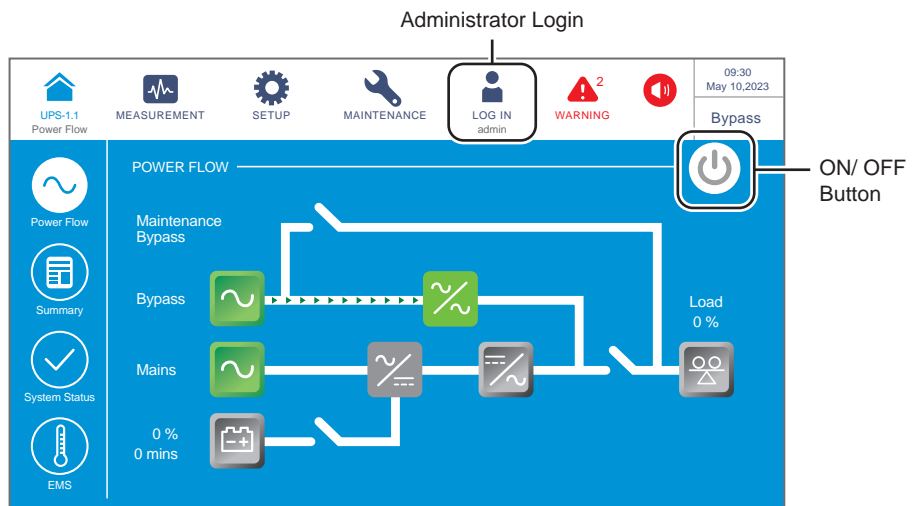 Administrator Login
UPS-1.1
Power Flow
MEASUREMENT
SETUP
MAINTENANCE
LOG IN
admin
2
WARNING
09:30
May 10,2023
Bypass
ON/ OFF
Button
Power Flow
Summary
System Status
EMS
POWER FLOW
Maintenance
Bypass
Bypass
Mains
0 %
0 mins
Load
0 %